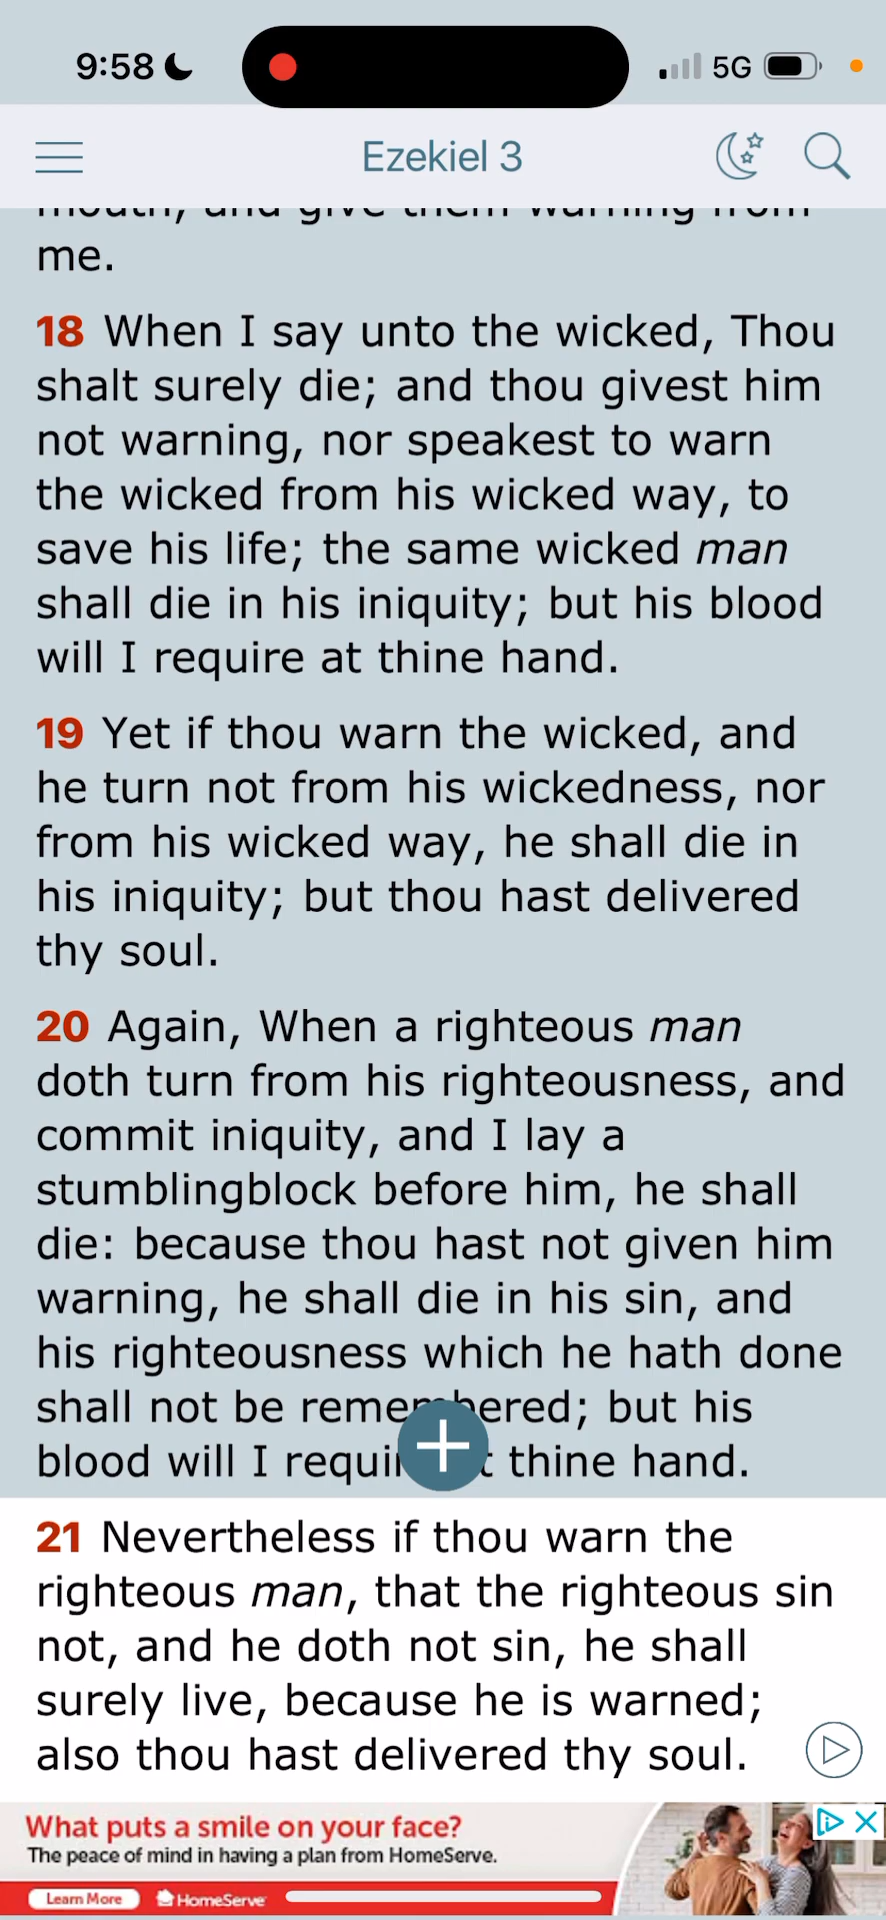 9:58
5G
Ezekiel 3
mouth, and give them warning from
me.
18 When I say unto the wicked, Thou
shalt surely die; and thou givest him
not warning, nor speakest to warn
the wicked from his wicked way, to
save his life; the same wicked man
shall die in his iniquity; but his blood
will I require at thine hand.
19 Yet if thou warn the wicked, and
he turn not from his wickedness, nor
from his wicked way, he shall die in
his iniquity; but thou hast delivered
thy soul.
20 Again, When a righteous man
doth turn from his righteousness, and
commit iniquity, and I lay a
stumblingblock before him, he shall
die: because thou hast not given him
warning, he shall die in his sin, and
his righteousness which he hath done
shall not be remembered; but his
blood will I require at thine hand.
21 Nevertheless if thou warn the
righteous man, that the righteous sin
not, and he doth not sin, he shall
surely live, because he is warned;
also thou hast delivered thy soul.
What puts a smile on your face?
The peace of mind in having a plan from HomeServe.
Learn More HomeServe